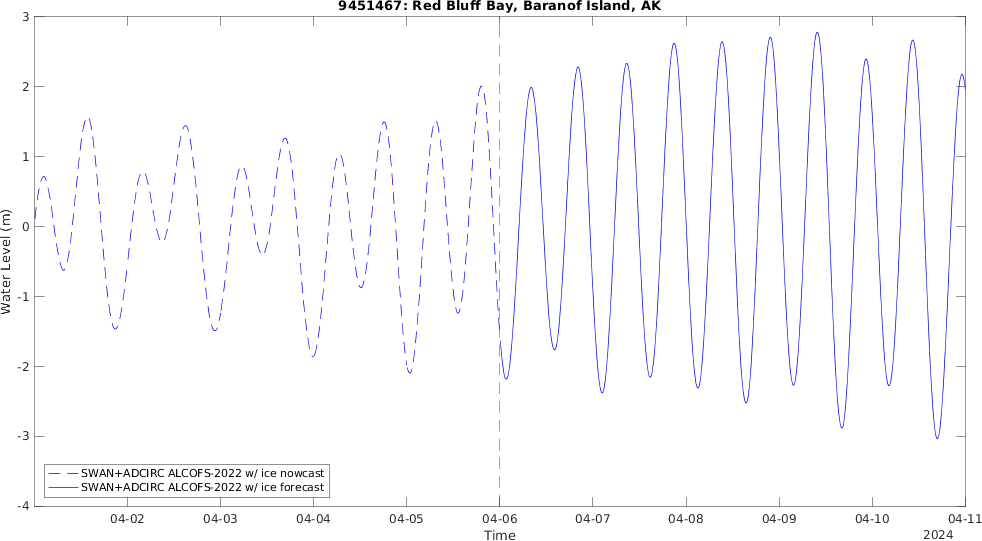 9451467: Red Bluff Bay, Baranof Island, AK
3
2
1
0
-1
-2
-3
-4
Water Level (m)
SWAN+ADCIRC ALCOFS-2022 w/ ice nowcast
SWAN+ADCIRC ALCOFS-2022 w/ ice forecast
04-02 04-03 04-04 04-05 04-06 04-07 04-08 04-09 04-10 04-11
Time
2024